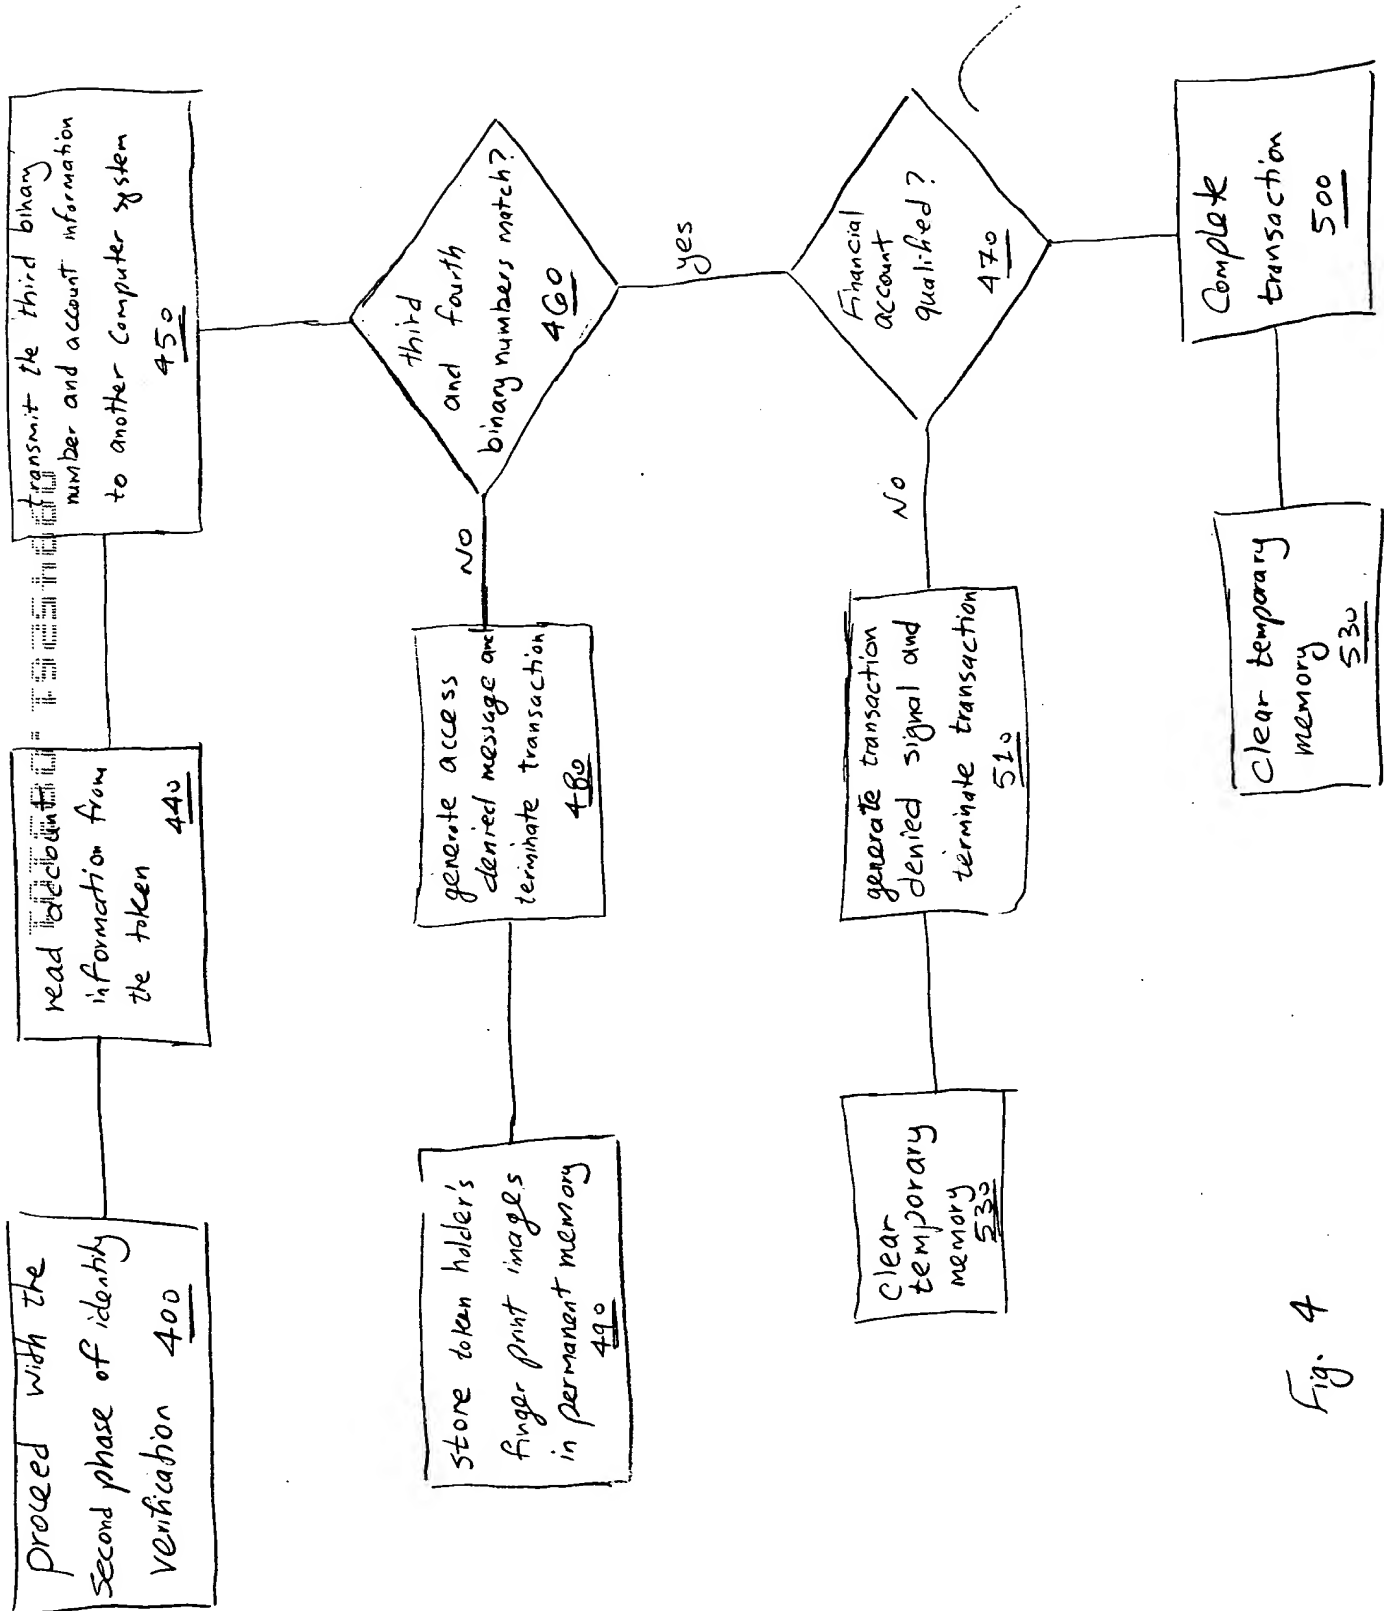 proceed with the
second phase of identity
verification 400
read account
information from
the token
440
transmit the third binary
number and account information
to another computer system
450
third
and fourth
binary numbers match?
460
No
generate access
denied message and
terminate transaction
480
store token holder's
finger print images
in permanent memory
490
yes
Financial
account
qualified?
470
No
generate transaction
denied signal and
terminate transaction
510
Clear
temporary
memory
530
Complete
transaction
500
Clear temporary
memory
530
Fig. 4